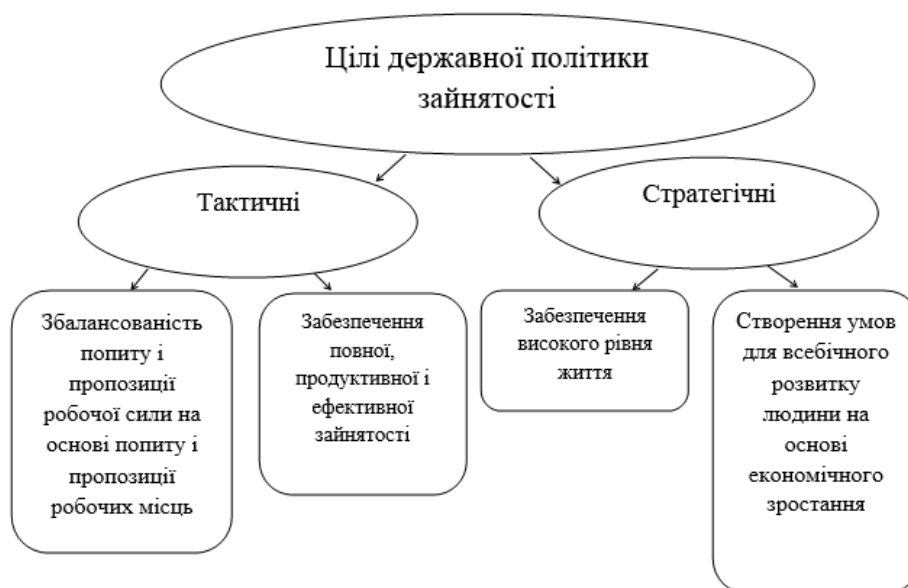 Цілі державної політики
зайнятості
Тактичні
Стратегічні
Збалансованість
попиту і
пропозиції
робочої сили на
основі попиту і
пропозиції
робочих місць
Забезпечення
повної,
продуктивної і
ефективної
зайнятості
Забезпечення
високого рівня
життя
Створення умов
для всебічного
розвитку
людини на
основі
економічного
зростання